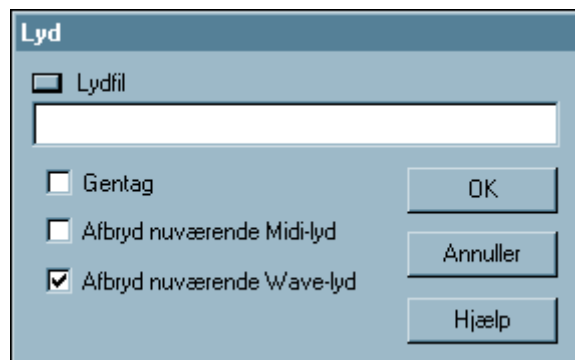 Lyd
Lydfil
Gentag
OK
Afbryd nuværende Midi-lyd
Annuller
Afbryd nuværende Wave-lyd
Hjælp